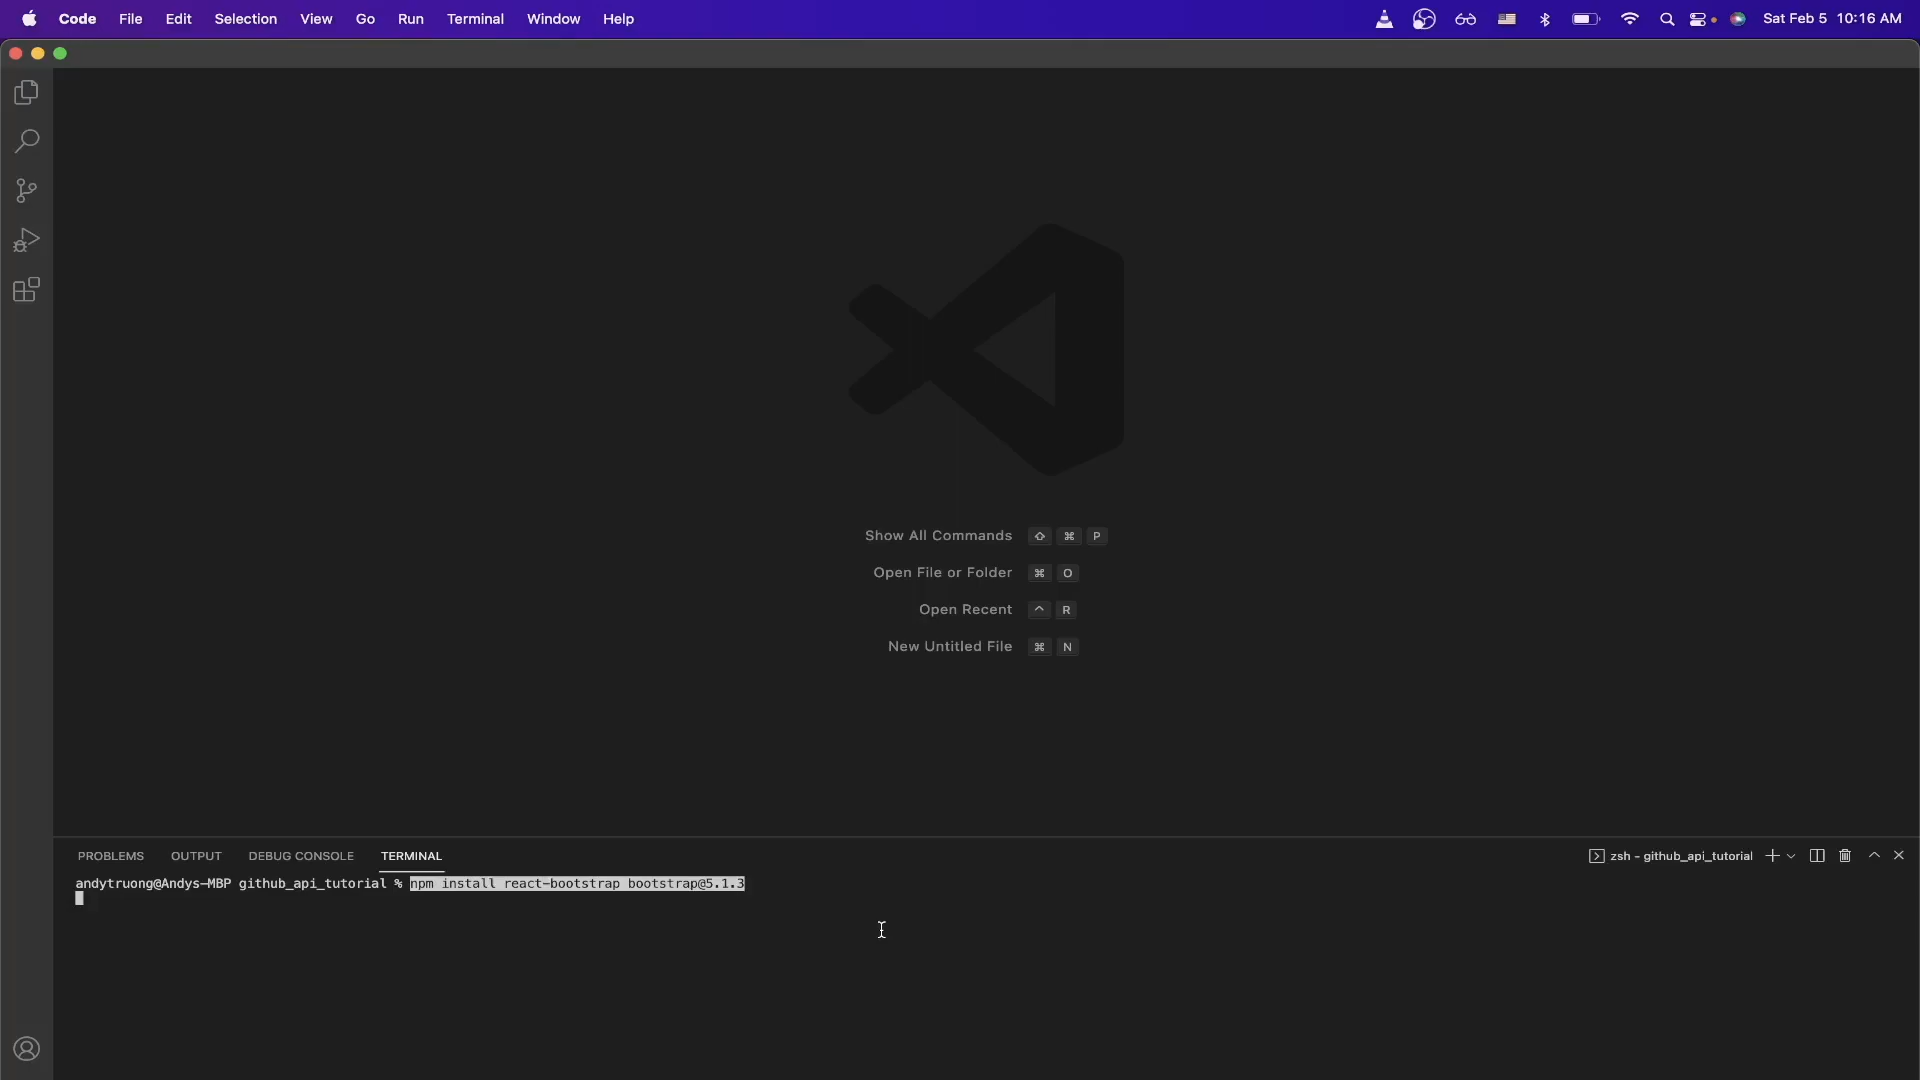 Code File Edit Selection View Go Run Terminal Window Help Sat Feb 5 10:16 AM
Show All Commands ⇧ ⌘ P
Open File or Folder ⌘ O
Open Recent ^ R
New Untitled File ⌘ N
PROBLEMS OUTPUT DEBUG CONSOLE TERMINAL zsh - github_api_tutorial
andytruong@Andys-MBP github_api_tutorial % npm install react-bootstrap bootstrap@5.1.3